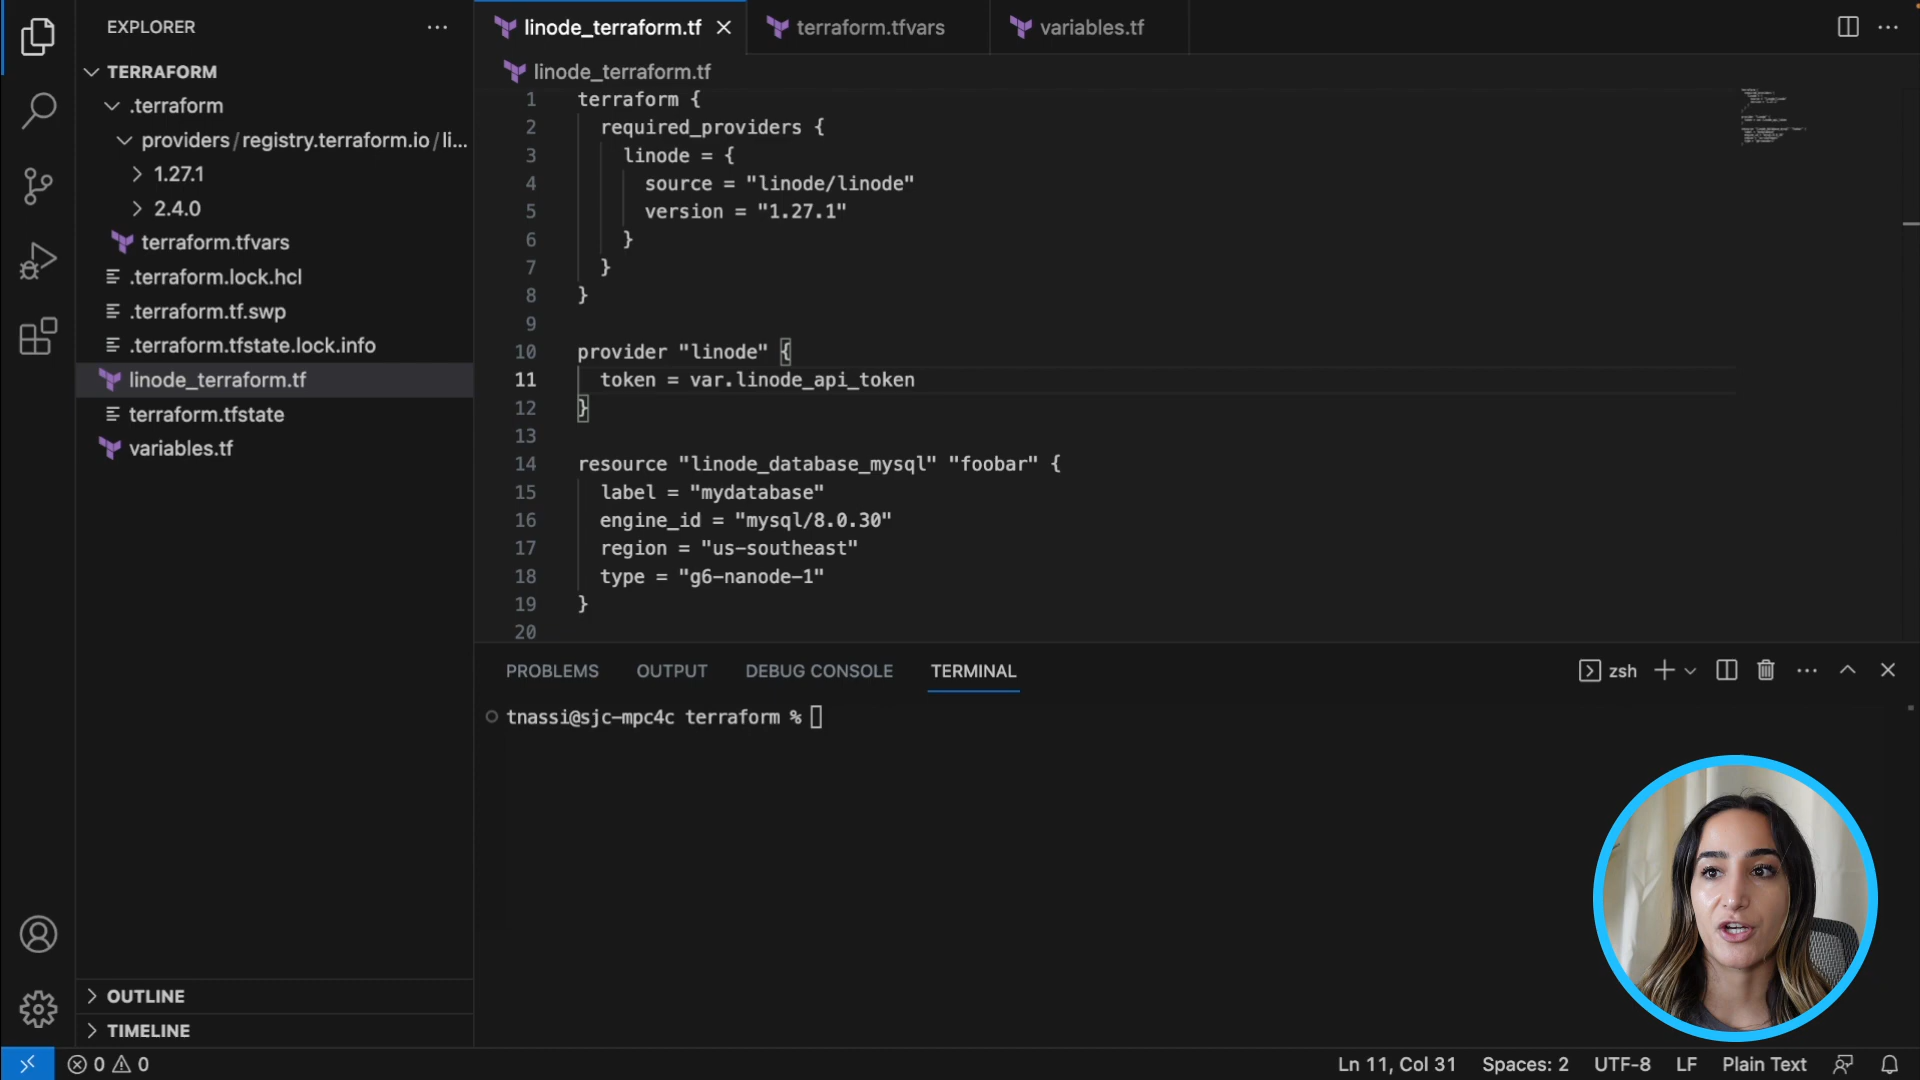 EXPLORER
TERRAFORM
.terraform
providers/registry.terraform.io/li...
1.27.1
2.4.0
terraform.tfvars
.terraform.lock.hcl
.terraform.tf.swp
.terraform.tfstate.lock.info
linode_terraform.tf
terraform.tfstate
variables.tf
OUTLINE
TIMELINE
linode_terraform.tf
terraform.tfvars
variables.tf
linode_terraform.tf
1 terraform {
2 required_providers {
3 linode = {
4 source = "linode/linode"
5 version = "1.27.1"
6 }
7 }
8 }
9
10 provider "linode" {
11 token = var.linode_api_token
12 }
13
14 resource "linode_database_mysql" "foobar" {
15 label = "mydatabase"
16 engine_id = "mysql/8.0.30"
17 region = "us-southeast"
18 type = "g6-nanode-1"
19 }
20
PROBLEMS OUTPUT DEBUG CONSOLE TERMINAL
zsh
tnassi@sjc-mpc4c terraform %
0 0
Ln 11, Col 31 Spaces: 2 UTF-8 LF Plain Text